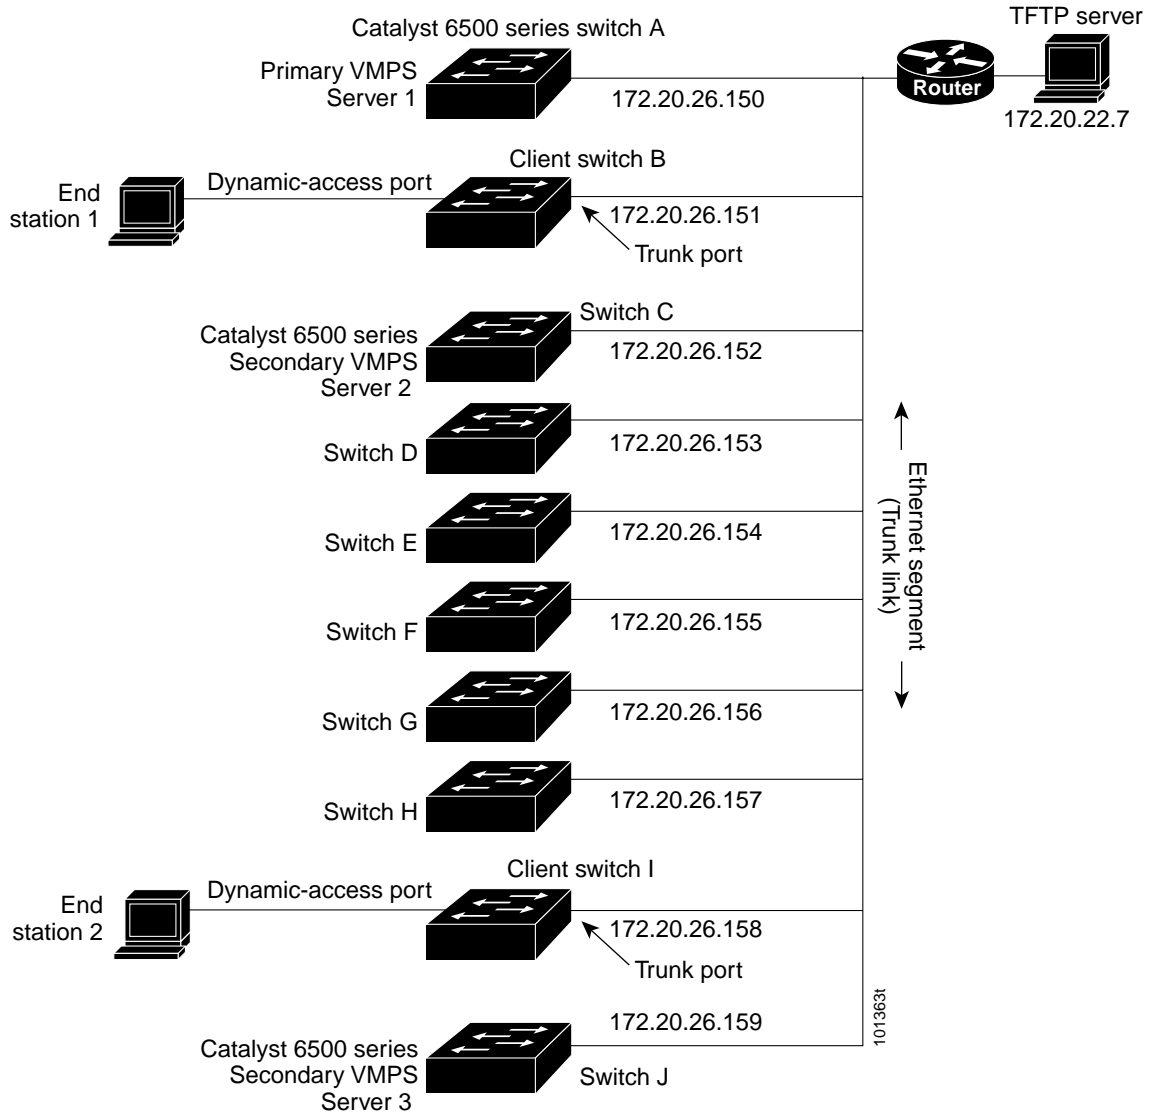 Catalyst 6500 series switch A
TFTP server
Primary VMPS
Server 1
172.20.26.150
Router
172.20.22.7
Client switch B
End
station 1
Dynamic-access port
172.20.26.151
Trunk port
Switch C
Catalyst 6500 series
Secondary VMPS
Server 2
172.20.26.152
Switch D
172.20.26.153
Ethernet segment
(Trunk link)
Switch E
172.20.26.154
Switch F
172.20.26.155
Switch G
172.20.26.156
Switch H
172.20.26.157
Client switch I
End
station 2
Dynamic-access port
172.20.26.158
Trunk port
101363t
172.20.26.159
Catalyst 6500 series
Secondary VMPS
Server 3
Switch J